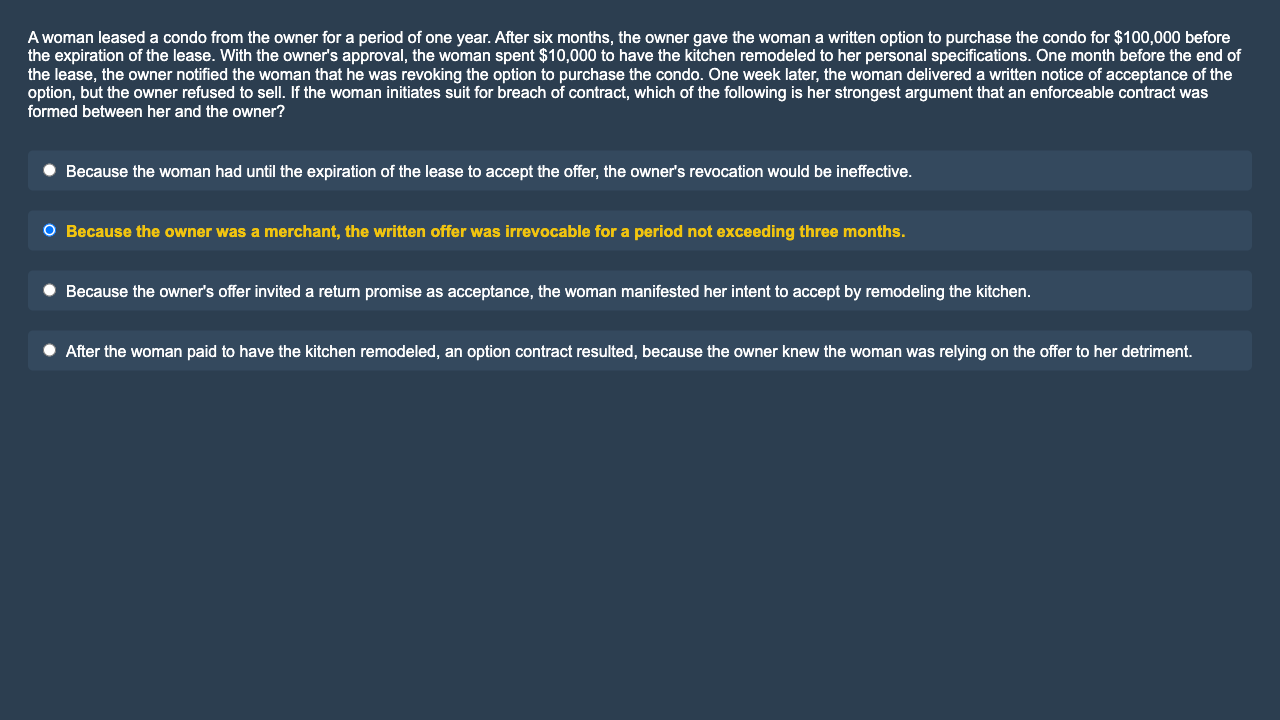 A woman leased a condo from the owner for a period of one year. After six months, the owner gave the woman a written option to purchase the condo for $100,000 before
the expiration of the lease. With the owner's approval, the woman spent $10,000 to have the kitchen remodeled to her personal specifications. One month before the end of
the lease, the owner notified the woman that he was revoking the option to purchase the condo. One week later, the woman delivered a written notice of acceptance of the
option, but the owner refused to sell. If the woman initiates suit for breach of contract, which of the following is her strongest argument that an enforceable contract was
formed between her and the owner?
Because the woman had until the expiration of the lease to accept the offer, the owner's revocation would be ineffective.
Because the owner was a merchant, the written offer was irrevocable for a period not exceeding three months.
Because the owner's offer invited a return promise as acceptance, the woman manifested her intent to accept by remodeling the kitchen.
After the woman paid to have the kitchen remodeled, an option contract resulted, because the owner knew the woman was relying on the offer to her detriment.